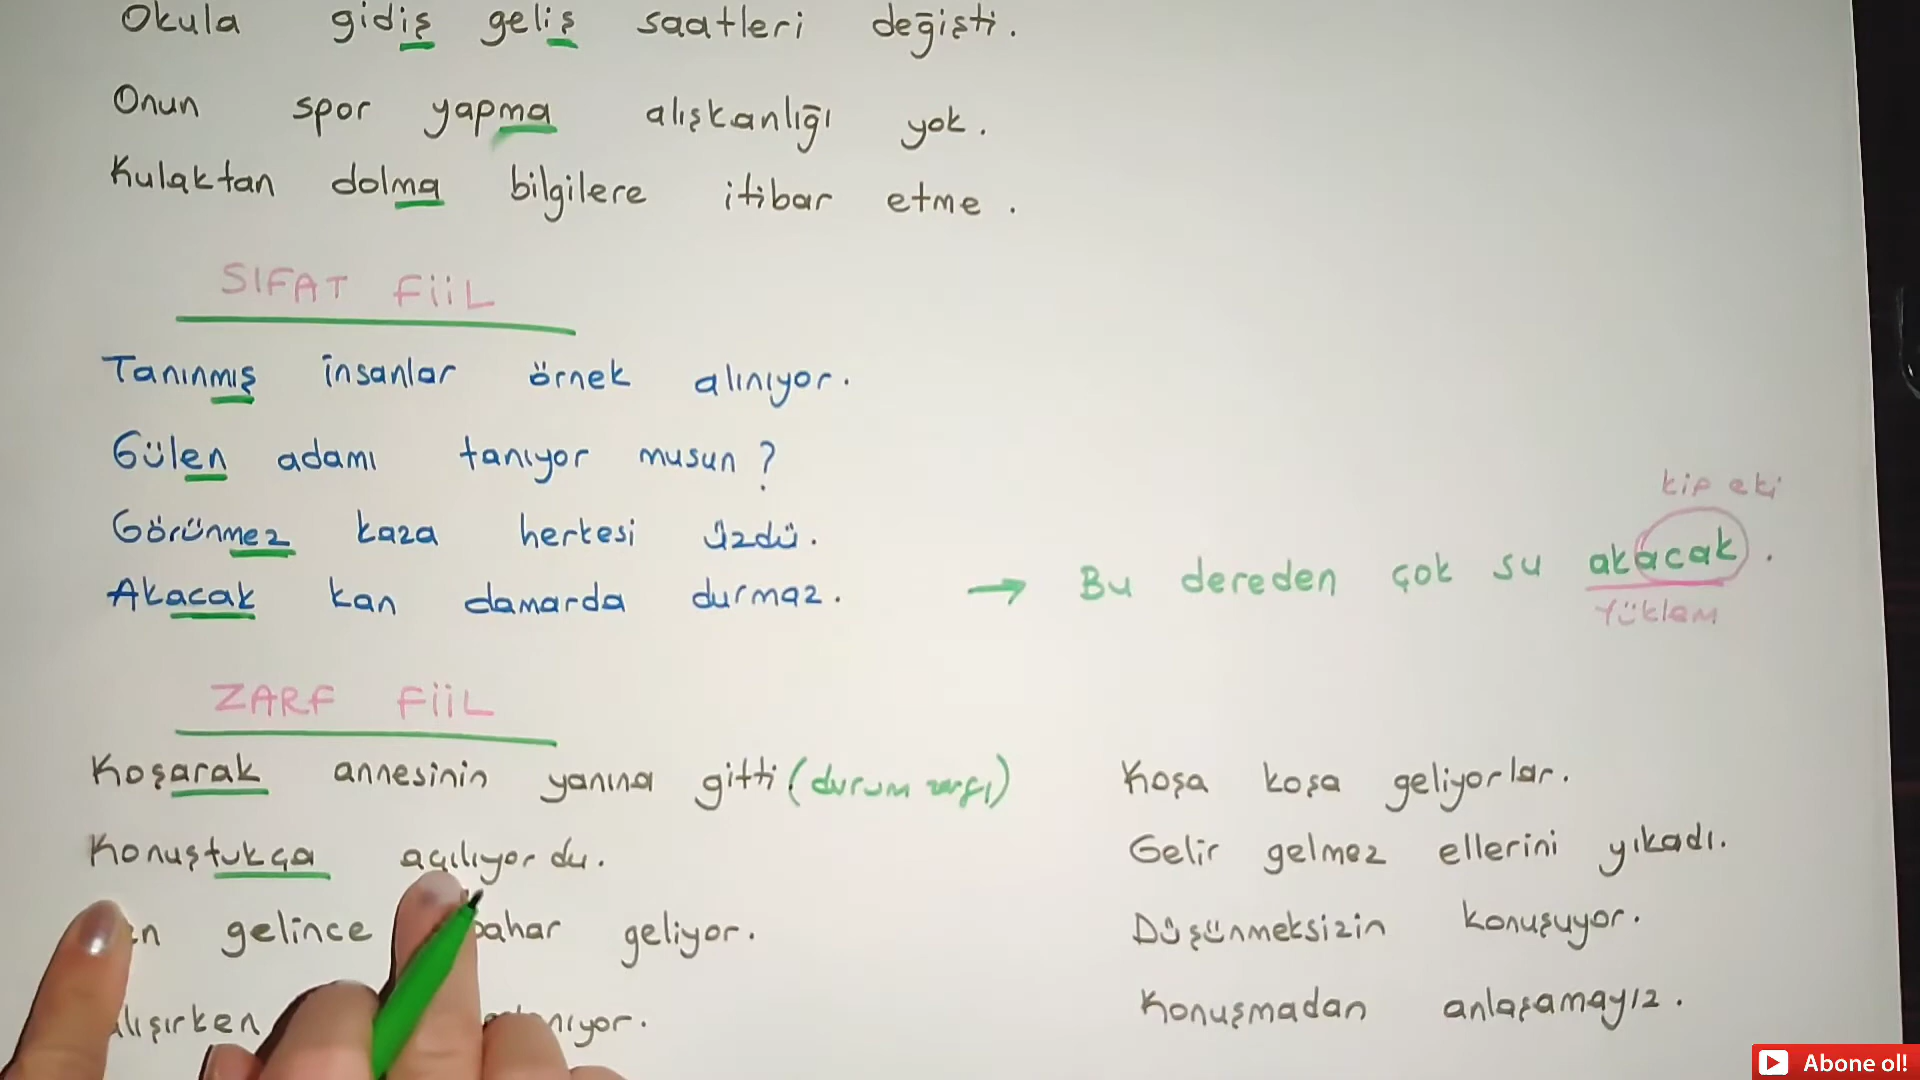 Okula gidiş geliş saatleri değişti.
Onun spor yapma alışkanlığı yok.
Kulaktan dolma bilgilere itibar etme.
SIFAT FİİL
Tanınmış insanlar örnek alınıyor.
Gülen adamı tanıyor musun?
Görünmez kaza herkesi üzdü.
Akacak kan damarda durmaz.
→ Bu dereden çok su akacak.
kip eki
Yüklem
ZARF FİİL
Koşarak annesinin yanına gitti. (durum zarfı)
Konuştukça açılıyordu.
gelince bahar geliyor.
Koşa koşa geliyorlar.
Gelir gelmez ellerini yıkadı.
Düşünmeksizin konuşuyor.
Konuşmadan anlaşamayız.
Abone ol!